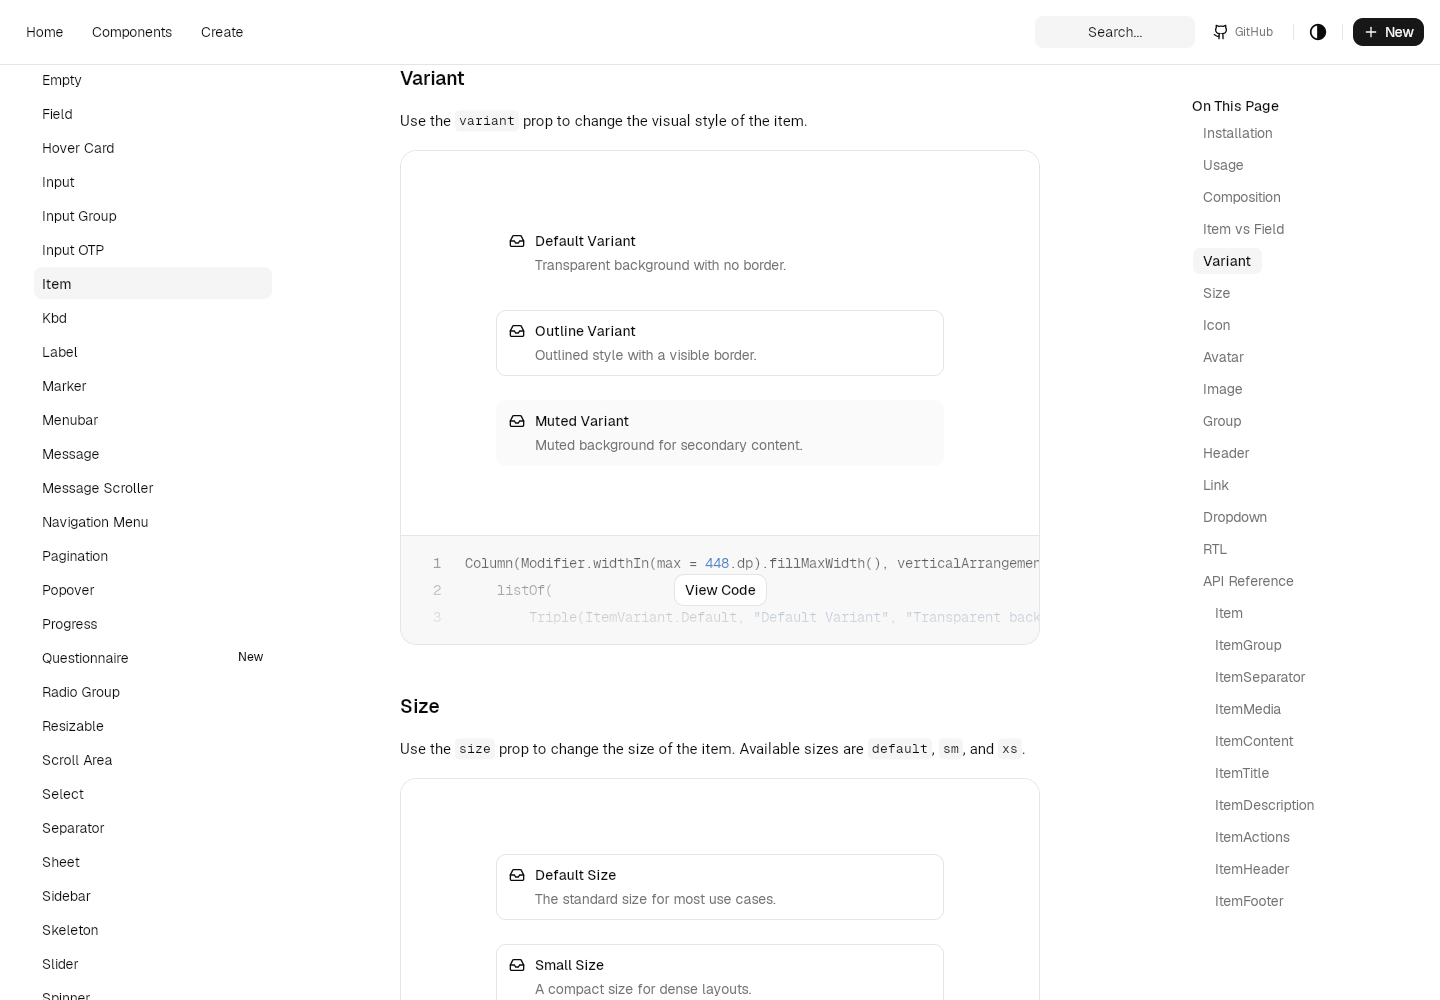 Home
Components
Create
Search...
GitHub
New
Empty
Field
Hover Card
Input
Input Group
Input OTP
Item
Kbd
Label
Marker
Menubar
Message
Message Scroller
Navigation Menu
Pagination
Popover
Progress
Questionnaire New
Radio Group
Resizable
Scroll Area
Select
Separator
Sheet
Sidebar
Skeleton
Slider
Spinner
Variant
Use the variant prop to change the visual style of the item.
Default Variant
Transparent background with no border.
Outline Variant
Outlined style with a visible border.
Muted Variant
Muted background for secondary content.
1 Column(Modifier.widthIn(max = 448.dp).fillMaxWidth(), verticalArrangemen
2 listOf(
View Code
3 Triple(ItemVariant.Default, "Default Variant", "Transparent back
Size
Use the size prop to change the size of the item. Available sizes are default, sm, and xs.
Default Size
The standard size for most use cases.
Small Size
A compact size for dense layouts.
On This Page
Installation
Usage
Composition
Item vs Field
Variant
Size
Icon
Avatar
Image
Group
Header
Link
Dropdown
RTL
API Reference
Item
ItemGroup
ItemSeparator
ItemMedia
ItemContent
ItemTitle
ItemDescription
ItemActions
ItemHeader
ItemFooter